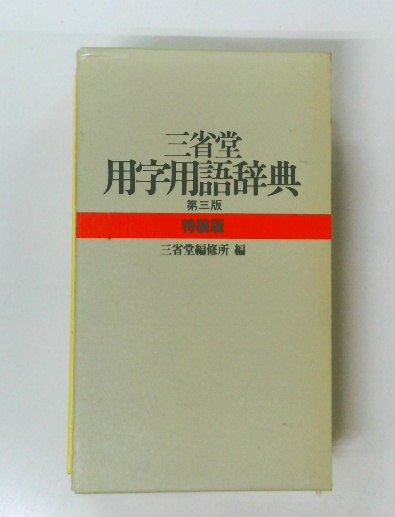 三省堂
用字用語辞典
第三版
特装版
三省堂編修所 編